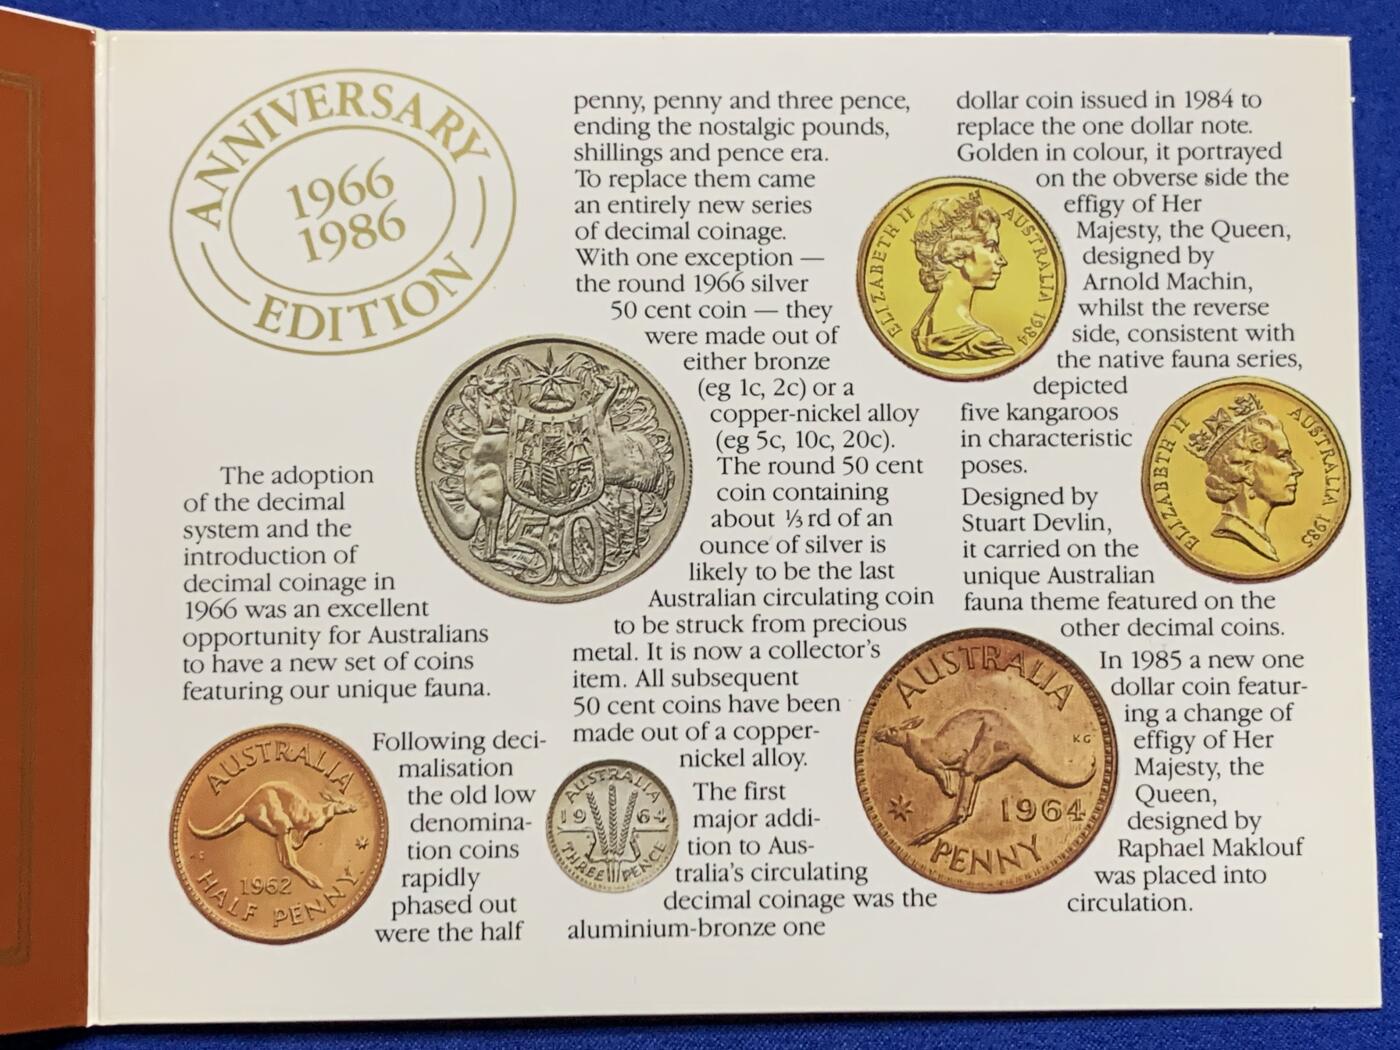 ANNIVERSARY
1966
1986
EDITION
The adoption
of the decimal
system and the
introduction of
decimal coinage in
1966 was an excellent
opportunity for Australians
to have a new set of coins
featuring our unique fauna.
AUSTRALIA
1962
HALF PENNY
Following deci-
malisation
the old low
denomina-
tion coins
rapidly
phased out
were the half
penny, penny and three pence,
ending the nostalgic pounds,
shillings and pence era.
To replace them came
an entirely new series
of decimal coinage.
With one exception —
the round 1966 silver
50 cent coin — they
were made out of
either bronze
(eg 1c, 2c) or a
copper-nickel alloy
(eg 5c, 10c, 20c).
The round 50 cent
coin containing
about ⅓ rd of an
ounce of silver is
likely to be the last
Australian circulating coin
to be struck from precious
metal. It is now a collector's
item. All subsequent
50 cent coins have been
made out of a copper-
nickel alloy.
50
AUSTRALIA
1964
THREE PENCE
The first
major addi-
tion to Aus-
tralia's circulating
decimal coinage was the
aluminium-bronze one
dollar coin issued in 1984 to
replace the one dollar note.
Golden in colour, it portrayed
on the obverse side the
effigy of Her
Majesty, the Queen,
designed by
Arnold Machin,
whilst the reverse
side, consistent with
the native fauna series,
depicted
five kangaroos
in characteristic
poses.
Designed by
Stuart Devlin,
it carried on the
unique Australian
fauna theme featured on the
other decimal coins.
ELIZABETH II AUSTRALIA 1984
ELIZABETH II AUSTRALIA 1985
AUSTRALIA
KG
1964
PENNY
In 1985 a new one
dollar coin featur-
ing a change of
effigy of Her
Majesty, the
Queen,
designed by
Raphael Maklouf
was placed into
circulation.